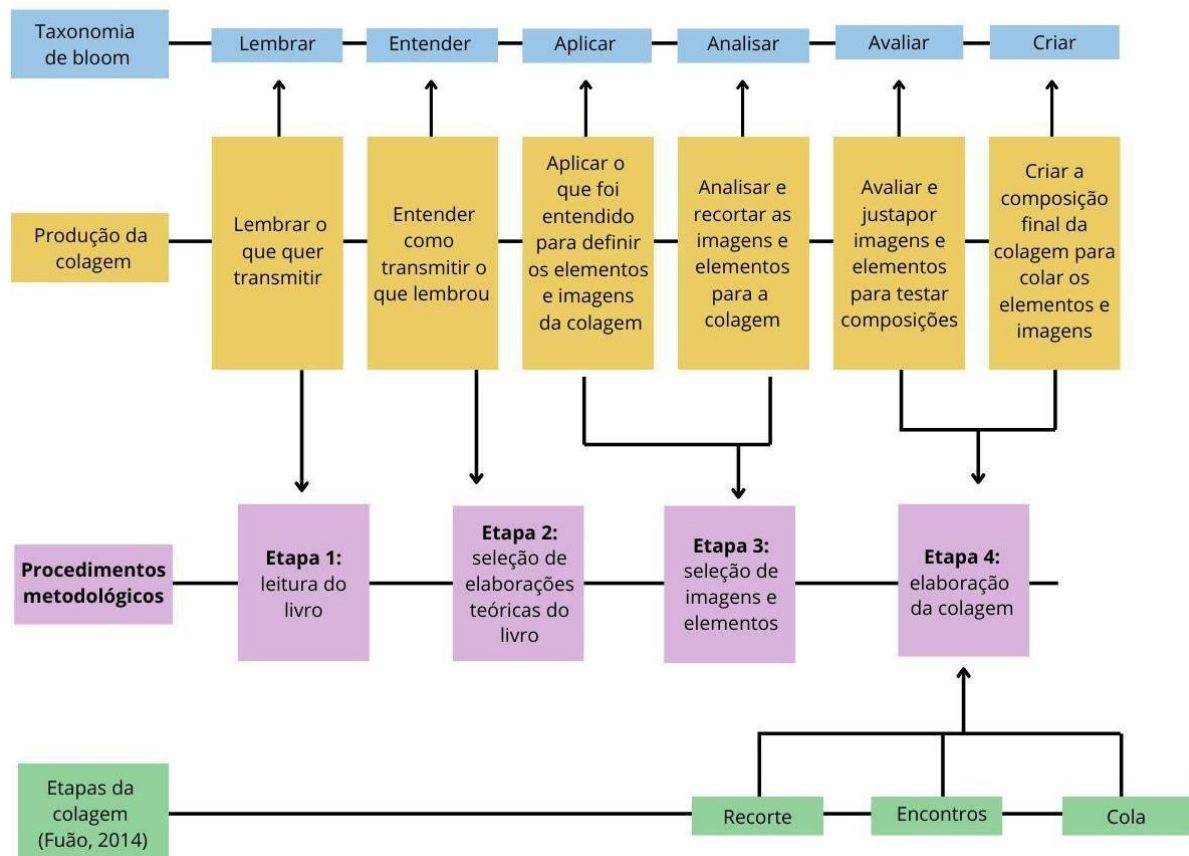 Taxonomia
de bloom
Lembrar
Entender
Aplicar
Analisar
Avaliar
Criar
Produção da
colagem
Lembrar o
que quer
transmitir
Entender
como
transmitir o
que lembrou
Aplicar o
que foi
entendido
para definir
os elementos
e imagens
da colagem
Analisar e
recortar as
imagens e
elementos
para a
colagem
Avaliar e
justapor
imagens e
elementos
para testar
composições
Criar a
composição
final da
colagem para
colar os
elementos e
imagens
Procedimentos
metodológicos
Etapa 1:
leitura do
livro
Etapa 2:
seleção de
elaborações
teóricas do
livro
Etapa 3:
seleção de
imagens e
elementos
Etapa 4:
elaboração
da colagem
Etapas da
colagem
(Fuão, 2014)
Recorte
Encontros
Cola